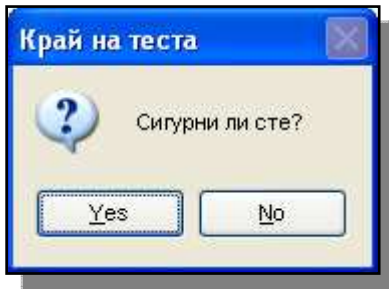 Край на теста
Сигурни ли сте?
Yes No